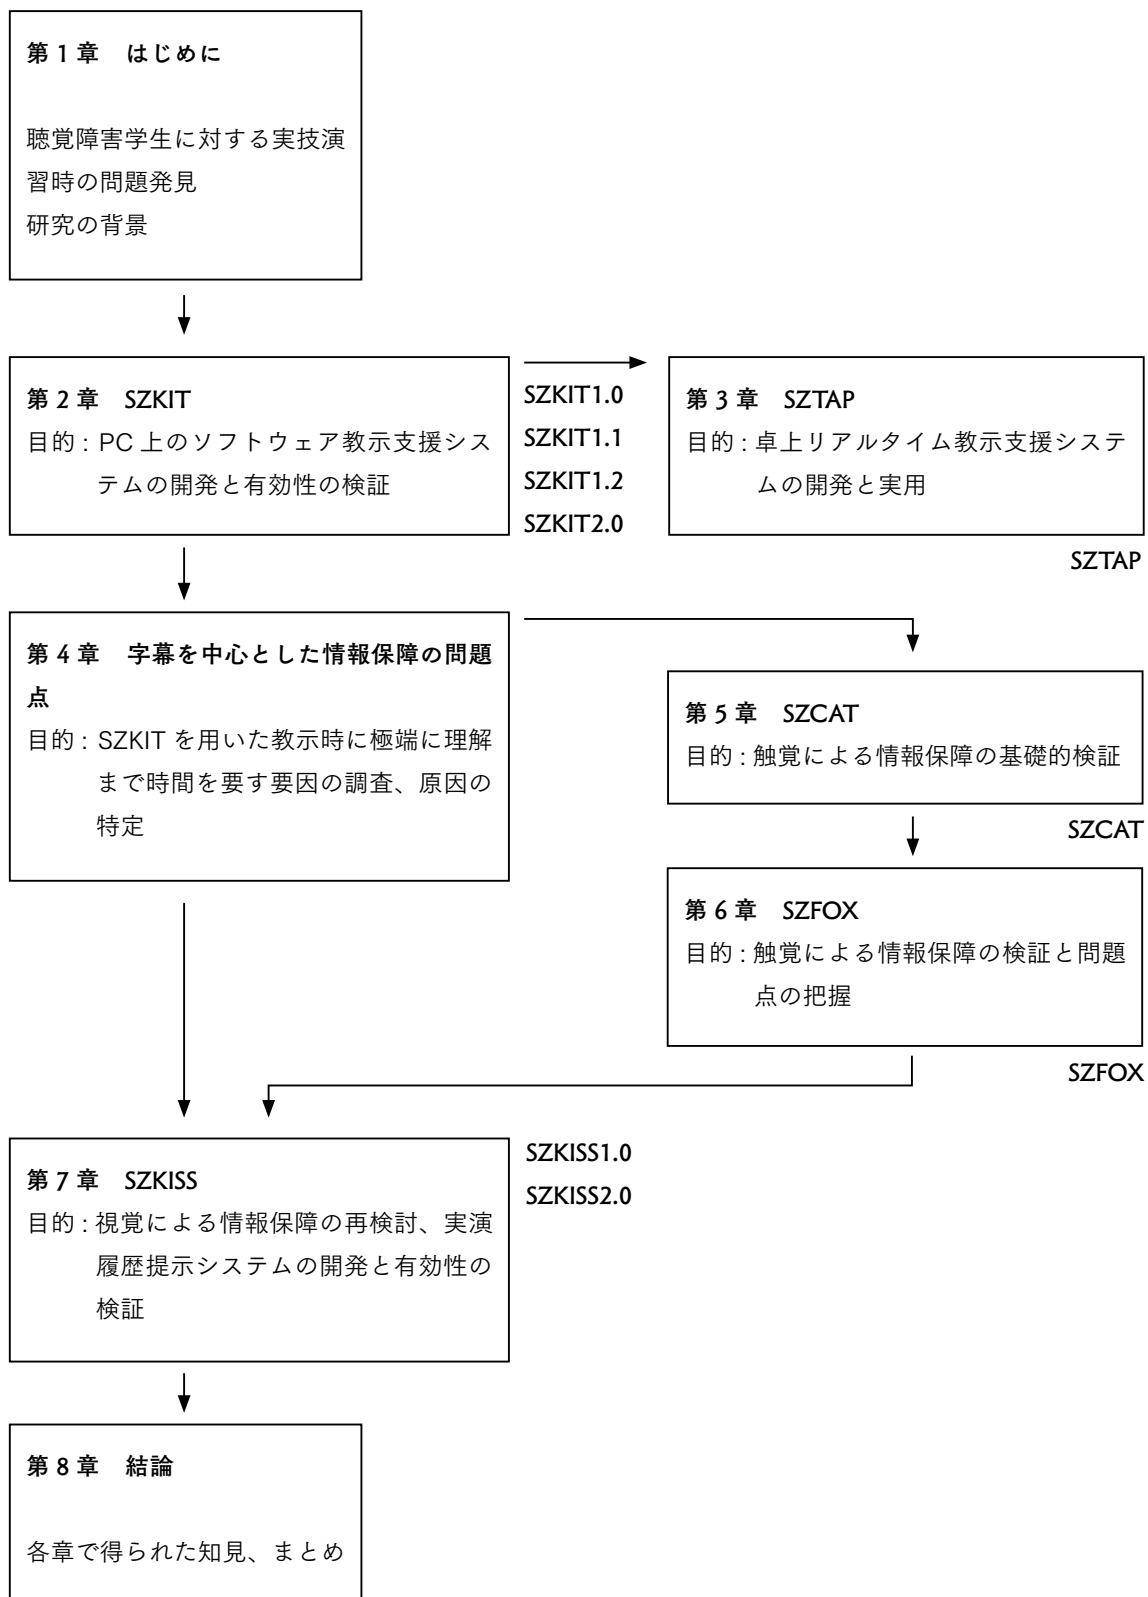 第 1 章　はじめに
聴覚障害学生に対する実技演
習時の問題発見
研究の背景
第 2 章　SZKIT
目的 : PC 上のソフトウェア教示支援シス
テムの開発と有効性の検証
SZKIT1.0
SZKIT1.1
SZKIT1.2
SZKIT2.0
第 3 章　SZTAP
目的 : 卓上リアルタイム教示支援システ
ムの開発と実用
SZTAP
第 4 章　字幕を中心とした情報保障の問題
点
目的 : SZKIT を用いた教示時に極端に理解
まで時間を要す要因の調査、原因の
特定
第 5 章　SZCAT
目的 : 触覚による情報保障の基礎的検証
SZCAT
第 6 章　SZFOX
目的 : 触覚による情報保障の検証と問題
点の把握
SZFOX
第 7 章　SZKISS
目的 : 視覚による情報保障の再検討、実演
履歴提示システムの開発と有効性の
検証
SZKISS1.0
SZKISS2.0
第 8 章　結論
各章で得られた知見、まとめ